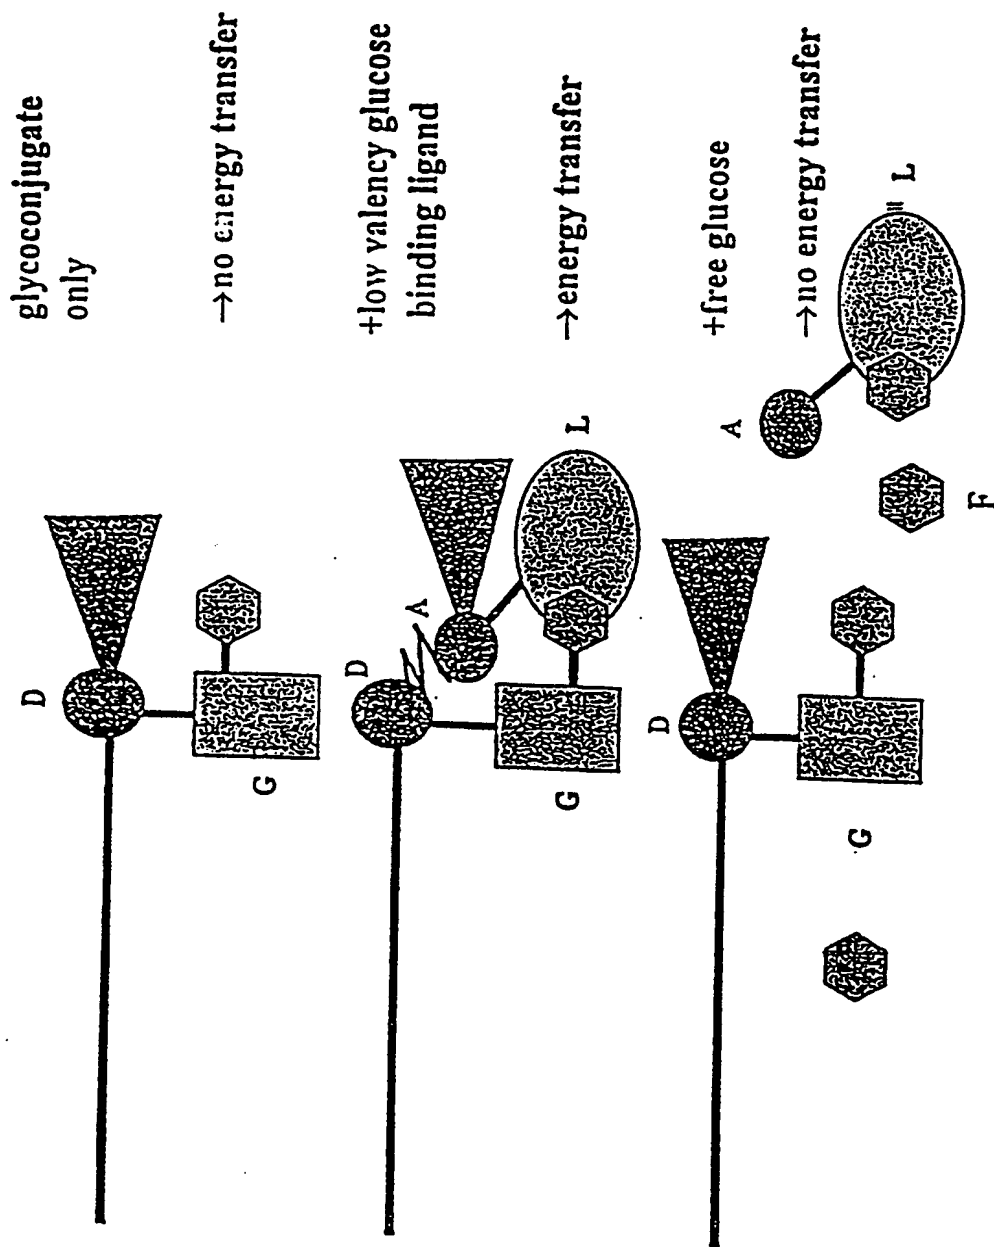 D
glycoconjugate
only
→no energy transfer
G
D
+low valency glucose
binding ligand
A
→energy transfer
G
L
D
+free glucose
A
→no energy transfer
G
L
F